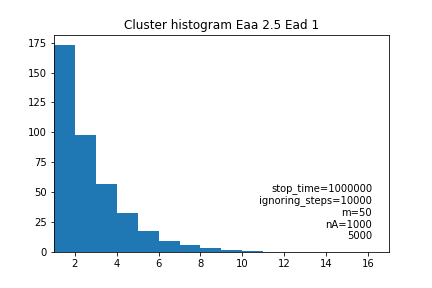 Cluster histogram Eaa 2.5 Ead 1
175
150
125
100
75
50
25
0
stop_time=1000000
ignoring_steps=10000
m=50
nA=1000
5000
2 4 6 8 10 12 14 16